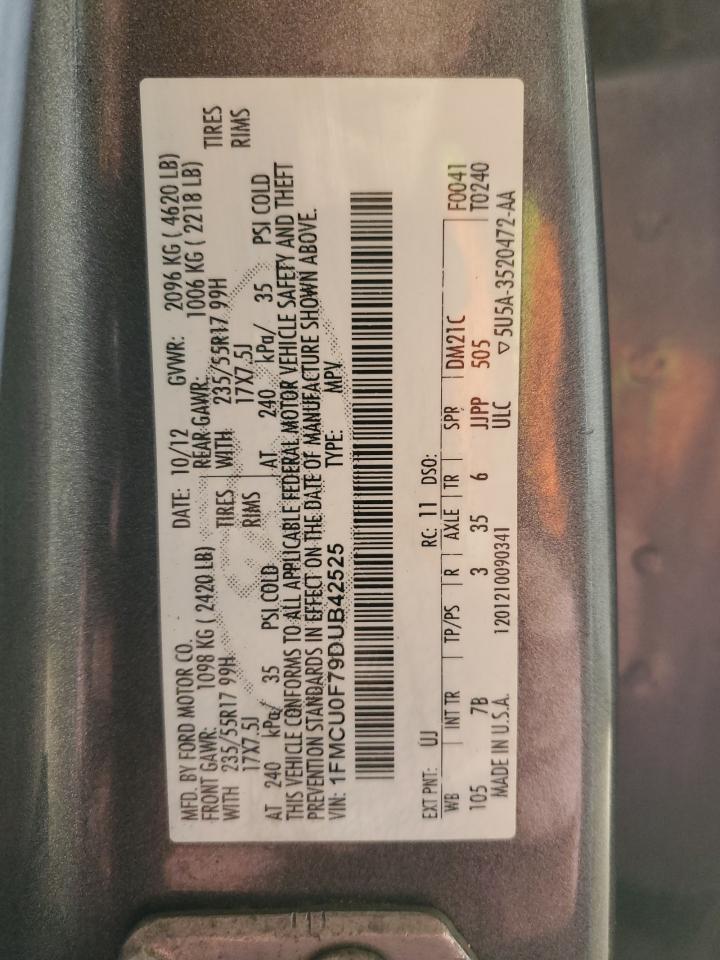 MFD. BY FORD MOTOR CO. DATE: 10/12 GVWR: 2096 KG ( 4620 LB)
FRONT GAWR: 1098 KG ( 2420 LB) REAR GAWR: 1006 KG ( 2218 LB)
WITH 235/55R17 99H TIRES WITH 235/55R17 99H TIRES
17X7.5J RIMS 17X7.5J RIMS
AT 240 kPa/ 35 PSI COLD AT 240 kPa/ 35 PSI COLD
THIS VEHICLE CONFORMS TO ALL APPLICABLE FEDERAL MOTOR VEHICLE SAFETY AND THEFT
PREVENTION STANDARDS IN EFFECT ON THE DATE OF MANUFACTURE SHOWN ABOVE.
VIN: 1FMCU0F79DUB42525 TYPE: MPV
EXT PNT: UJ RC: 11 DSO:
WB INT TR TP/PS R AXLE TR SPR DM21C F0041
105 7B 3 35 6 JJPP 505 T0240
MADE IN U.S.A. 1201210090341 ULC ▽ 5U5A-3520472-AA